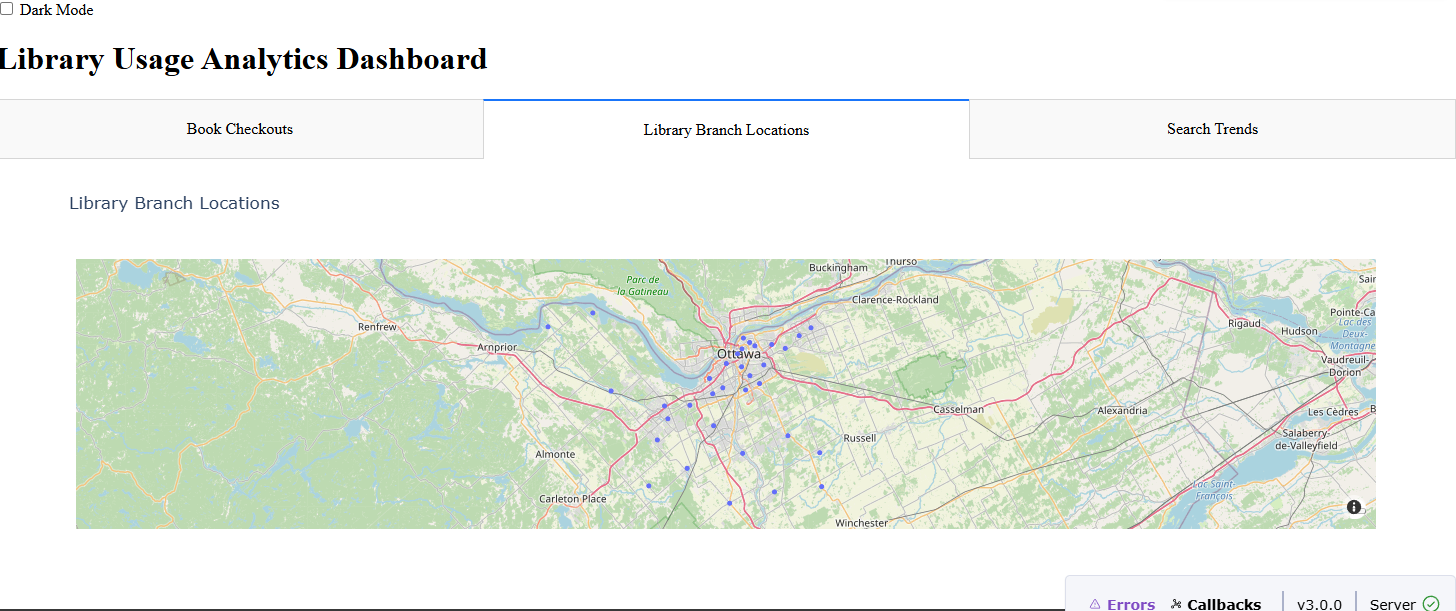 Dark Mode
Library Usage Analytics Dashboard
Book Checkouts
Library Branch Locations
Search Trends
Library Branch Locations
Parc de
la Gatineau
Buckingham
Thurso
Clarence-Rockland
Renfrew
Arnprior
Ottawa
Rigaud
Hudson
Pointe-Ca
Lac des
Deux-
Montagne
Vaudreuil-
Dorion
Casselman
Alexandria
Les Cèdres
Salaberry-
de-Valleyfield
Russell
Almonte
Carleton Place
Lac Saint-
François
Winchester
Errors
Callbacks
v3.0.0
Server